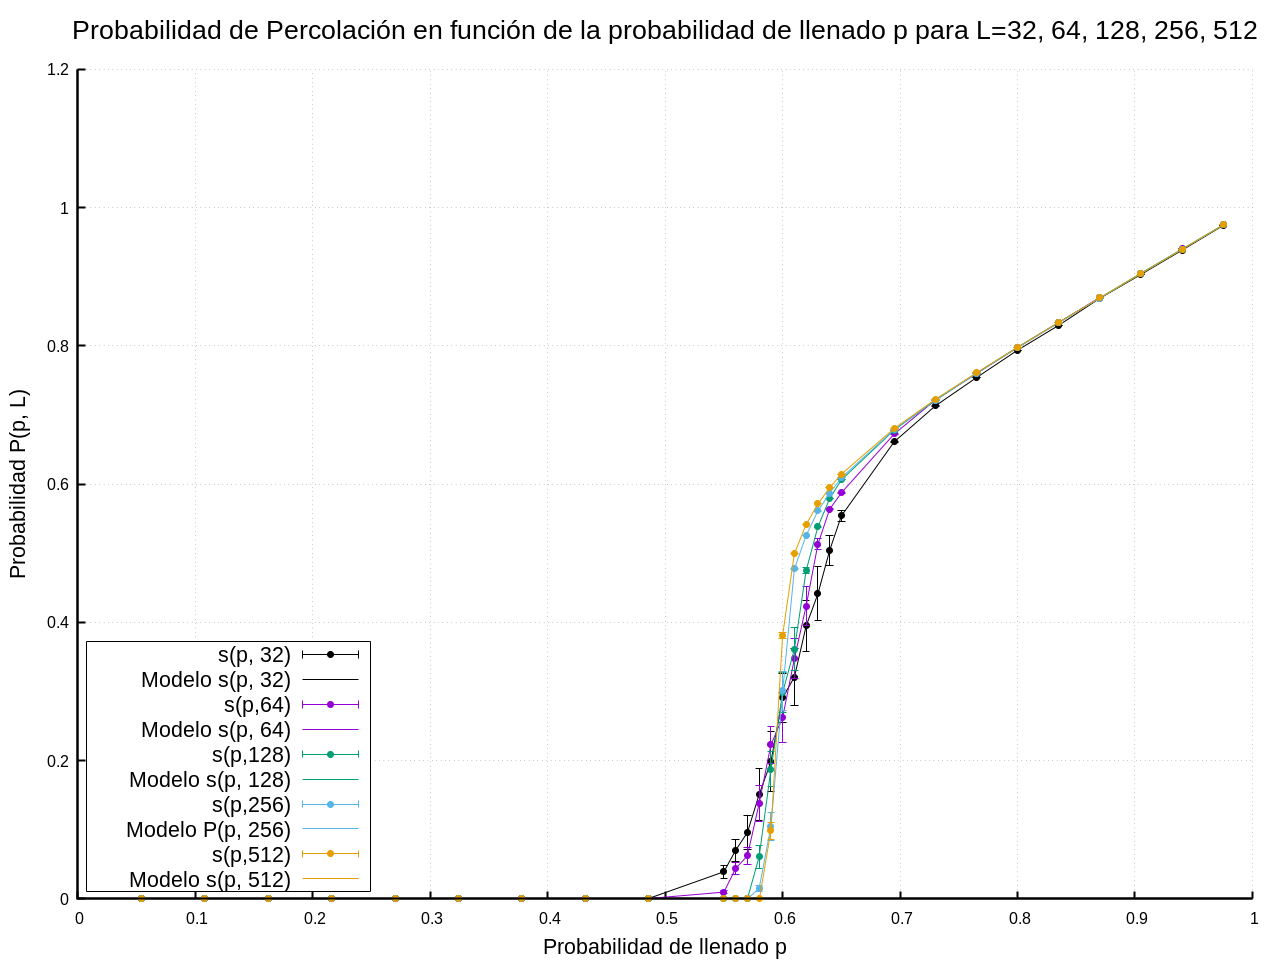 Probabilidad de Percolación en función de la probabilidad de llenado p para L=32, 64, 128, 256, 512
1.2
1
0.8
0.6
0.4
0.2
0
Probabilidad P(p, L)
s(p, 32)
Modelo s(p, 32)
s(p,64)
Modelo s(p, 64)
s(p,128)
Modelo s(p, 128)
s(p,256)
Modelo P(p, 256)
s(p,512)
Modelo s(p, 512)
0 0.1 0.2 0.3 0.4 0.5 0.6 0.7 0.8 0.9 1
Probabilidad de llenado p